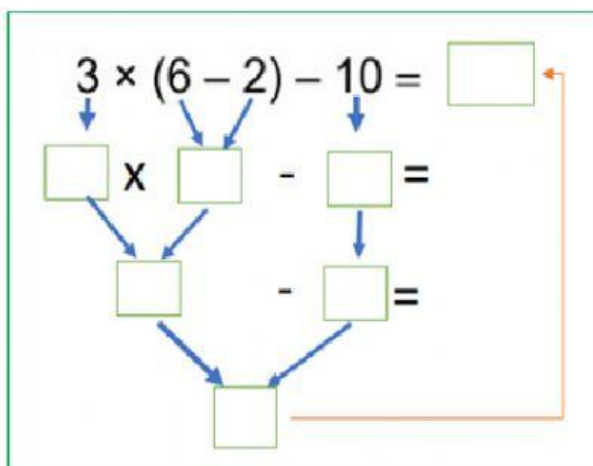 3 × (6 – 2) – 10 =
x - =
- =